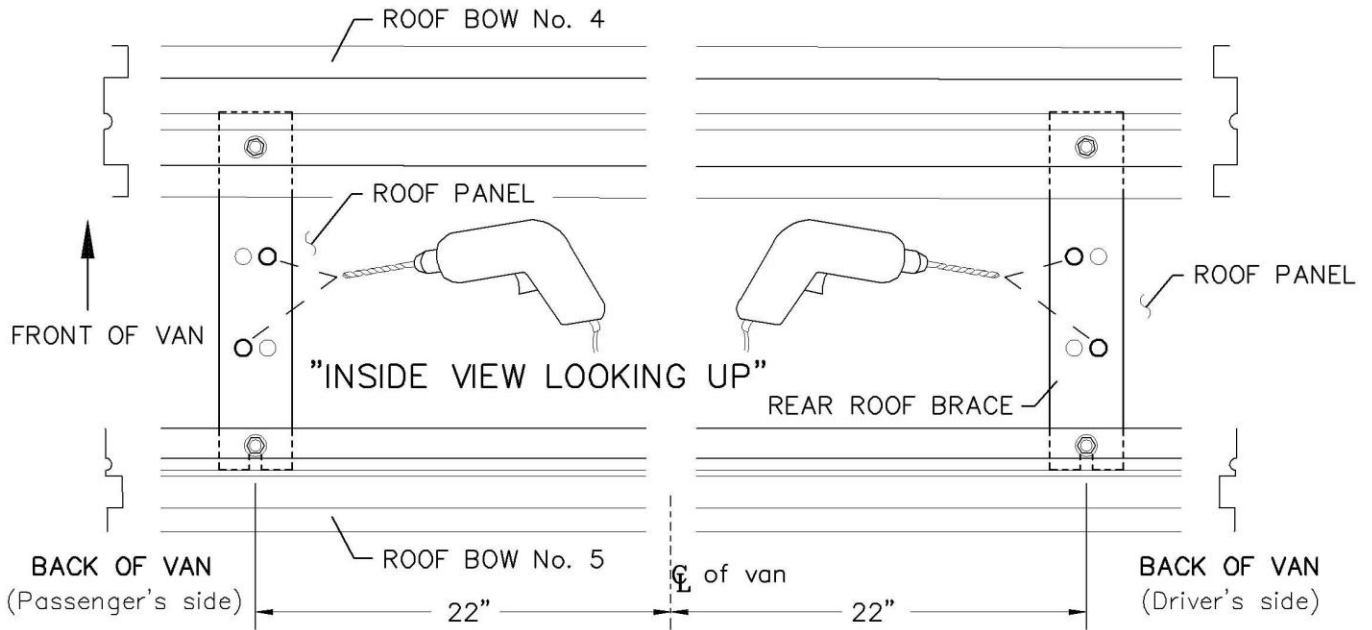 ROOF BOW No. 4
ROOF PANEL
ROOF PANEL
FRONT OF VAN
"INSIDE VIEW LOOKING UP"
REAR ROOF BRACE
ROOF BOW No. 5
BACK OF VAN
(Passenger's side)
℄ of van
BACK OF VAN
(Driver's side)
22"
22"